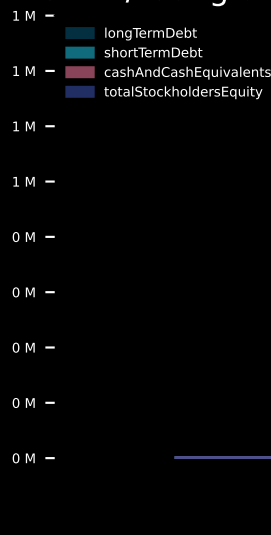 1 M
longTermDebt
shortTermDebt
1 M
cashAndCashEquivalents
totalStockholdersEquity
1 M
1 M
0 M
0 M
0 M
0 M
0 M